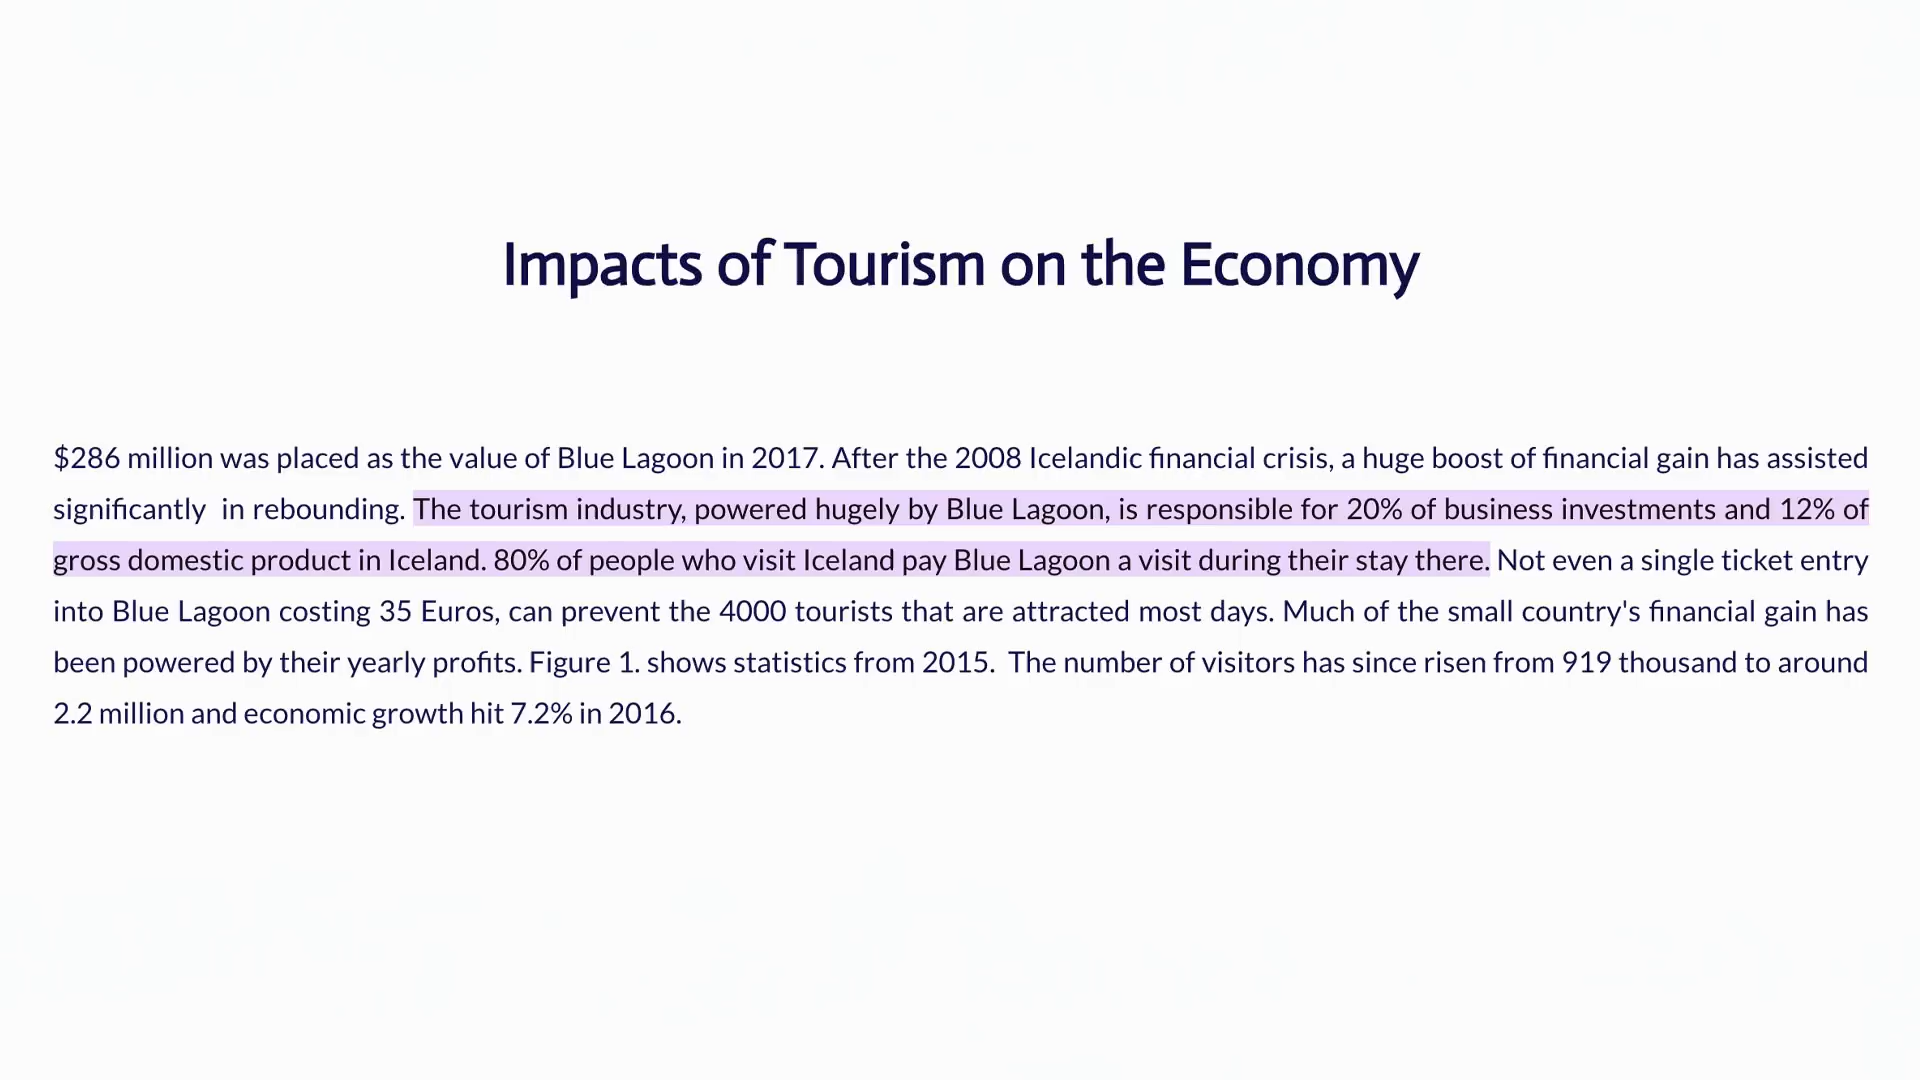 Impacts of Tourism on the Economy
$286 million was placed as the value of Blue Lagoon in 2017. After the 2008 Icelandic financial crisis, a huge boost of financial gain has assisted
significantly in rebounding. The tourism industry, powered hugely by Blue Lagoon, is responsible for 20% of business investments and 12% of
gross domestic product in Iceland. 80% of people who visit Iceland pay Blue Lagoon a visit during their stay there. Not even a single ticket entry
into Blue Lagoon costing 35 Euros, can prevent the 4000 tourists that are attracted most days. Much of the small country's financial gain has
been powered by their yearly profits. Figure 1. shows statistics from 2015. The number of visitors has since risen from 919 thousand to around
2.2 million and economic growth hit 7.2% in 2016.